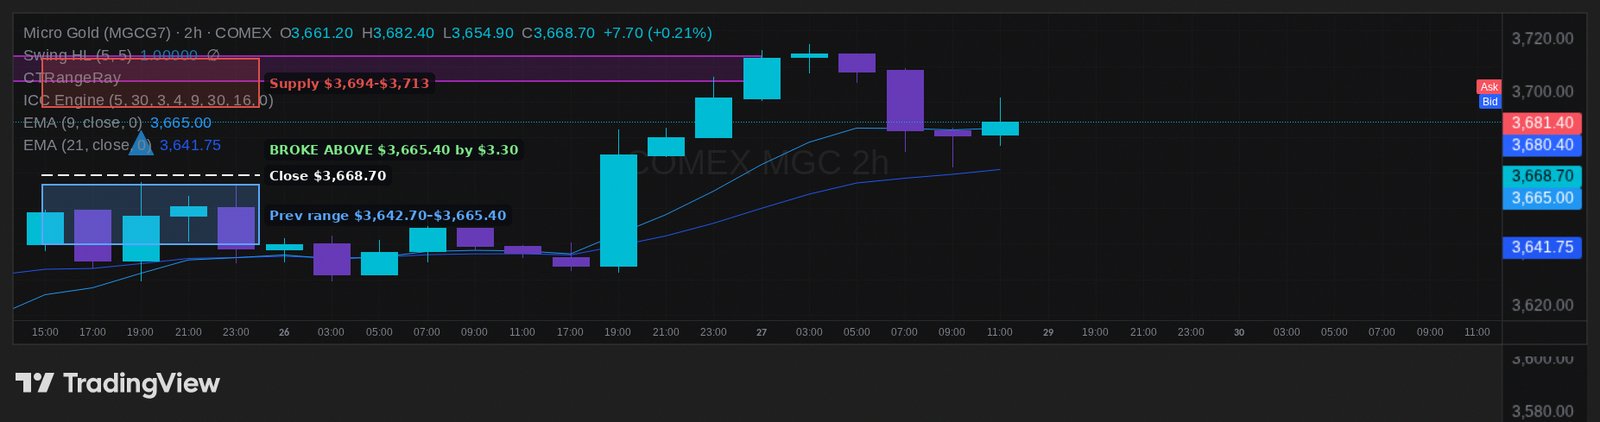 Micro Gold (MGCG7) · 2h · COMEX O3,661.20 H3,682.40 L3,654.90 C3,668.70 +7.70 (+0.21%)
Swing HL (5, 5) 1.00000 ∅
CTRangeRay
ICC Engine (5, 30, 3, 4, 9, 30, 16, 0)
EMA (9, close, 0) 3,665.00
EMA (21, close, 0) 3,641.75
Supply $3,694–$3,713
BROKE ABOVE $3,665.40 by $3.30
Close $3,668.70
Prev range $3,642.70–$3,665.40
COMEX MGC 2h
3,720.00
Ask
3,700.00
Bid
3,681.40
3,680.40
3,668.70
3,665.00
3,641.75
3,620.00
15:00 17:00 19:00 21:00 23:00 26 03:00 05:00 07:00 09:00 11:00 17:00 19:00 21:00 23:00 27 03:00 05:00 07:00 09:00 11:00 29 19:00 21:00 23:00 30 03:00 05:00 07:00 09:00 11:00
3,600.00
TradingView
3,580.00